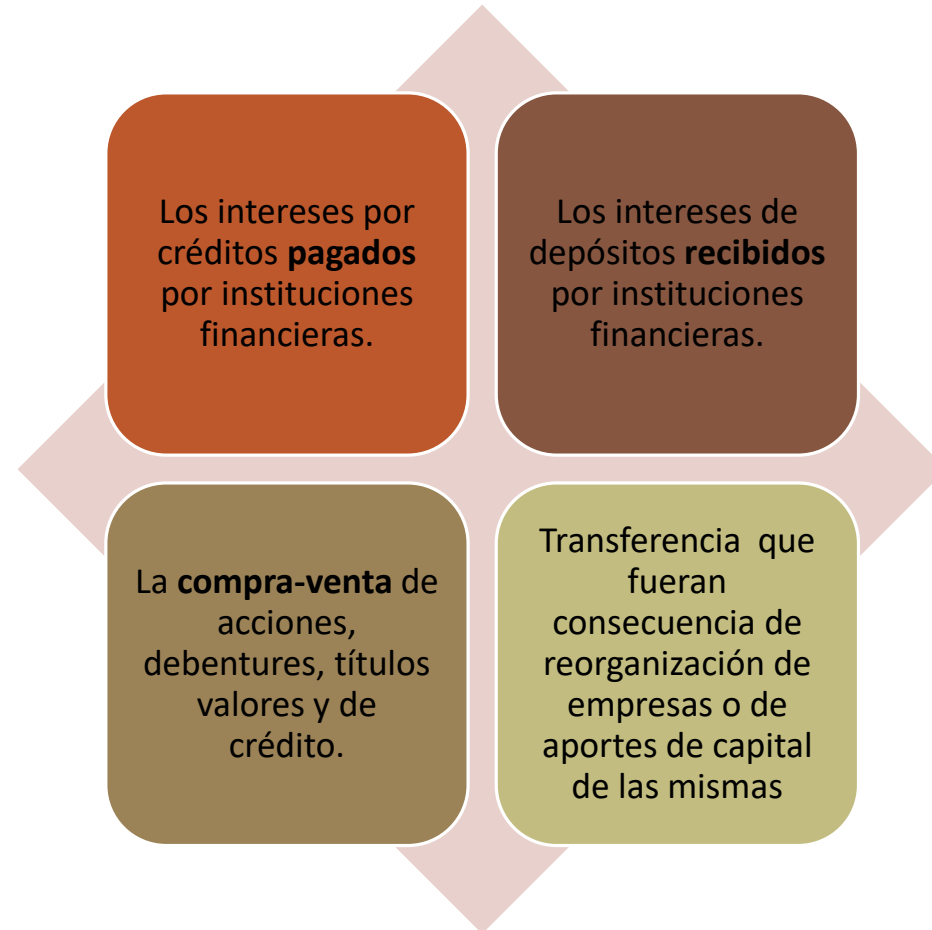 Los intereses por
créditos pagados
por instituciones
financieras.
Los intereses de
depósitos recibidos
por instituciones
financieras.
La compra-venta de
acciones,
debentures, títulos
valores y de
crédito.
Transferencia que
fueran
consecuencia de
reorganización de
empresas o de
aportes de capital
de las mismas